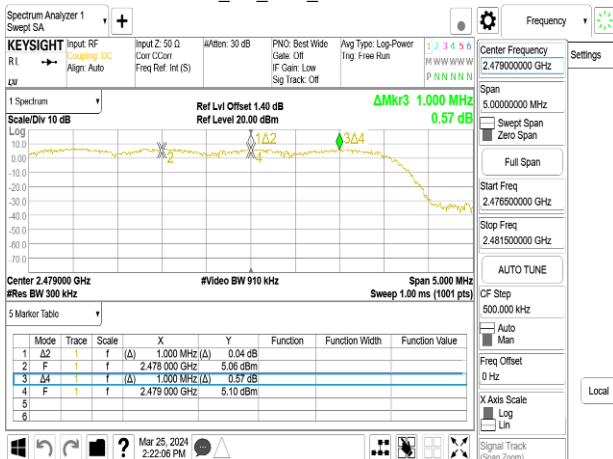 Spectrum Analyzer 1
Swept SA
+
Frequency
KEYSIGHT
RL
Input: RF
Coupling: DC
Align: Auto
Input Z: 50 Ω
Corr CCorr
Freq Ref: Int (S)
#Atten: 30 dB
PNO: Best Wide
Gate: Off
IF Gain: Low
Sig Track: Off
Avg Type: Log-Power
Trig: Free Run
1 2 3 4 5 6
M W W W W W
P N N N N N
1 Spectrum
Scale/Div 10 dB
Ref Lvl Offset 1.40 dB
Ref Level 20.00 dBm
ΔMkr3 1.000 MHz
0.57 dB
Log
10.0
0.00
-10.0
-20.0
-30.0
-40.0
-50.0
-60.0
-70.0
2
1Δ2
4
3Δ4
Center 2.479000 GHz
#Res BW 300 kHz
#Video BW 910 kHz
Span 5.000 MHz
Sweep 1.00 ms (1001 pts)
5 Marker Table
Mode Trace Scale X Y Function Function Width Function Value
1 Δ2 1 f (Δ) 1.000 MHz (Δ) 0.04 dB
2 F 1 f 2.478 000 GHz 5.06 dBm
3 Δ4 1 f (Δ) 1.000 MHz (Δ) 0.57 dB
4 F 1 f 2.479 000 GHz 5.10 dBm
5
6
?
Mar 25, 2024
2:22:06 PM
Center Frequency
2.479000000 GHz
Span
5.00000000 MHz
Swept Span
Zero Span
Full Span
Start Freq
2.476500000 GHz
Stop Freq
2.481500000 GHz
AUTO TUNE
CF Step
500.000 kHz
Auto
Man
Freq Offset
0 Hz
X Axis Scale
Log
Lin
Signal Track
(Span Zoom)
Settings
Local